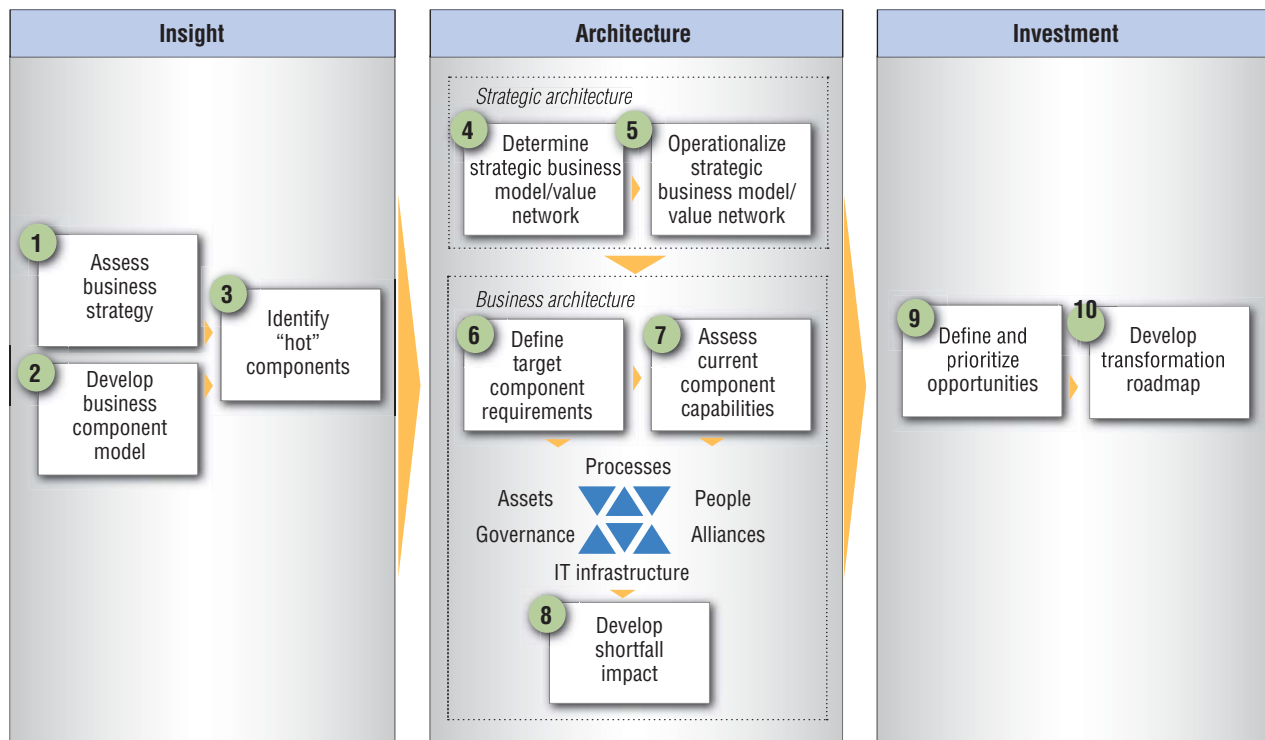 Insight
1
Assess
business
strategy
2
Develop
business
component
model
3
Identify
“hot”
components
Architecture
Strategic architecture
4
Determine
strategic business
model/value
network
5
Operationalize
strategic
business model/
value network
Business architecture
6
Define
target
component
requirements
7
Assess
current
component
capabilities
Processes
Assets
People
Governance
Alliances
IT infrastructure
8
Develop
shortfall
impact
Investment
9
Define and
prioritize
opportunities
10
Develop
transformation
roadmap